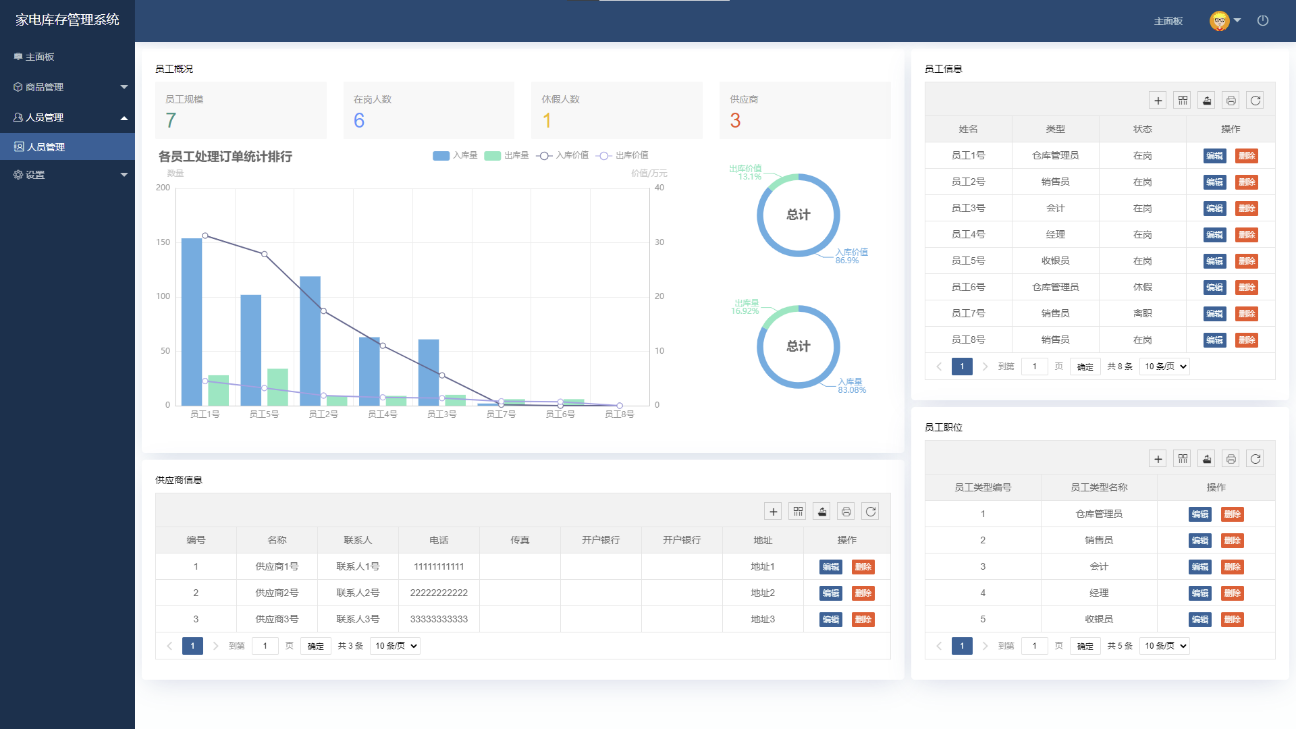 家电库存管理系统
主面板
主面板
商品管理
人员管理
人员管理
设置
员工概况
员工规模
7
在岗人数
6
休假人数
1
供应商
3
各员工处理订单统计排行
入库量 出库量 入库价值 出库价值
数量 价值/万元
200 40
150 30
100 20
50 10
0 0
员工1号 员工5号 员工2号 员工4号 员工3号 员工7号 员工6号 员工8号
出库价值
13.1%
总计
入库价值
86.9%
出库量
16.92%
总计
入库量
83.08%
供应商信息
编号 名称 联系人 电话 传真 开户银行 开户银行 地址 操作
1 供应商1号 联系人1号 11111111111 地址1 编辑 删除
2 供应商2号 联系人2号 22222222222 地址2 编辑 删除
3 供应商3号 联系人3号 33333333333 地址3 编辑 删除
1 到第 1 页 确定 共 3 条 10 条/页
员工信息
姓名 类型 状态 操作
员工1号 仓库管理员 在岗 编辑 删除
员工2号 销售员 在岗 编辑 删除
员工3号 会计 在岗 编辑 删除
员工4号 经理 在岗 编辑 删除
员工5号 收银员 在岗 编辑 删除
员工6号 仓库管理员 休假 编辑 删除
员工7号 销售员 离职 编辑 删除
员工8号 销售员 在岗 编辑 删除
1 到第 1 页 确定 共 8 条 10 条/页
员工职位
员工类型编号 员工类型名称 操作
1 仓库管理员 编辑 删除
2 销售员 编辑 删除
3 会计 编辑 删除
4 经理 编辑 删除
5 收银员 编辑 删除
1 到第 1 页 确定 共 5 条 10 条/页